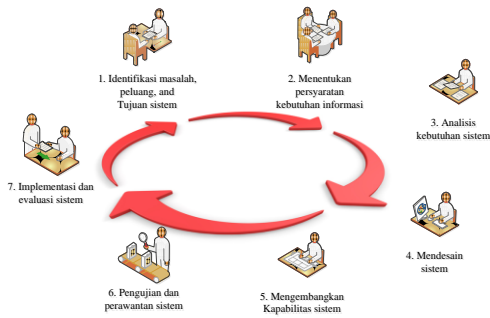 1. Identifikasi masalah,
peluang, and
Tujuan sistem
2. Menentukan
persyaratan
kebutuhan informasi
3. Analisis
kebutuhan sistem
4. Mendesain
sistem
5. Mengembangkan
Kapabilitas sistem
6. Pengujian dan
perawantan sistem
7. Implementasi dan
evaluasi sistem